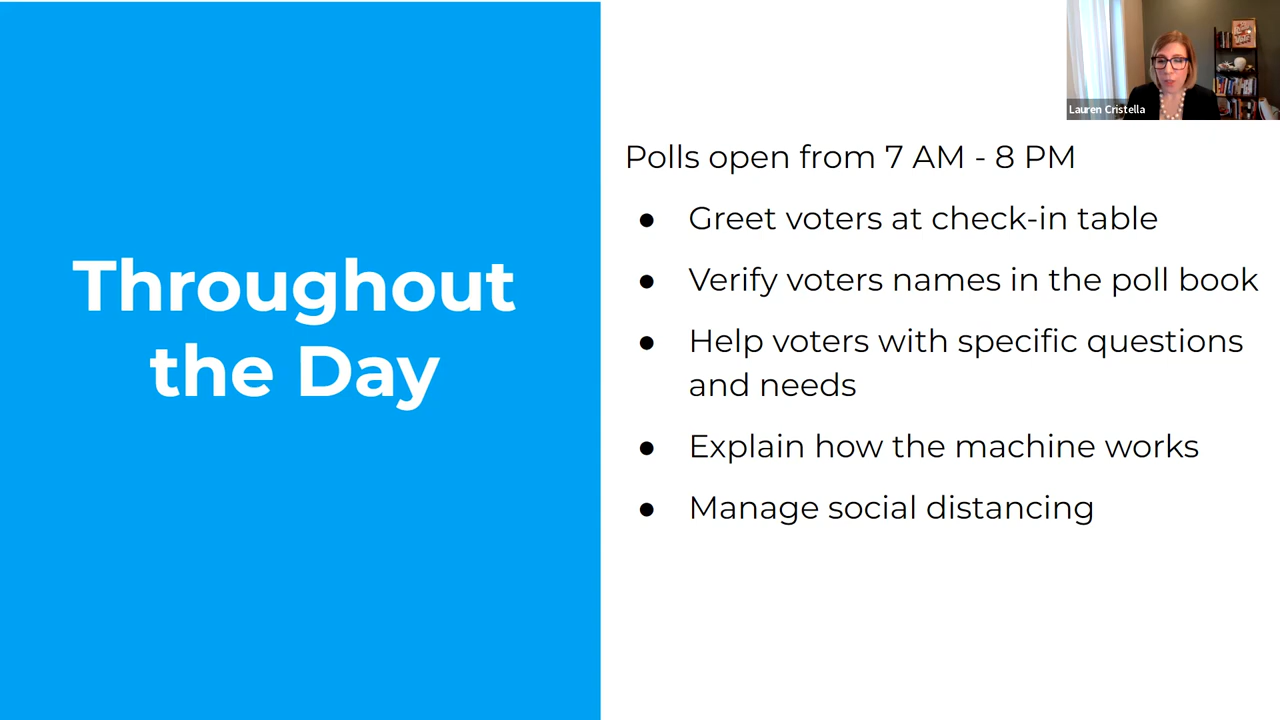 Throughout
the Day
Lauren Cristella
Polls open from 7 AM - 8 PM
● Greet voters at check-in table
● Verify voters names in the poll book
● Help voters with specific questions
and needs
● Explain how the machine works
● Manage social distancing